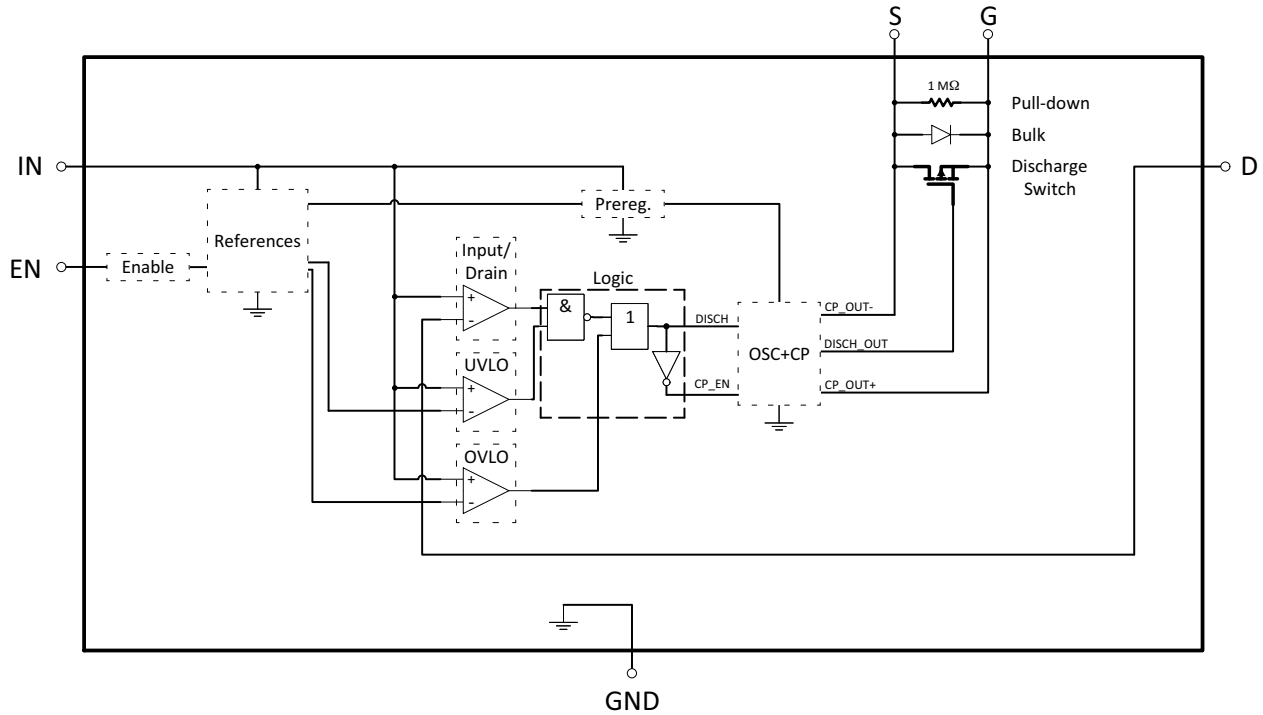 S
G
1 MΩ
Pull-down
Bulk
Discharge
Switch
IN
D
Prereg.
References
EN
Enable
Input/
Drain
+
-
Logic
&
1
DISCH
CP_EN
OSC+CP
CP_OUT-
DISCH_OUT
CP_OUT+
UVLO
+
-
OVLO
+
-
GND